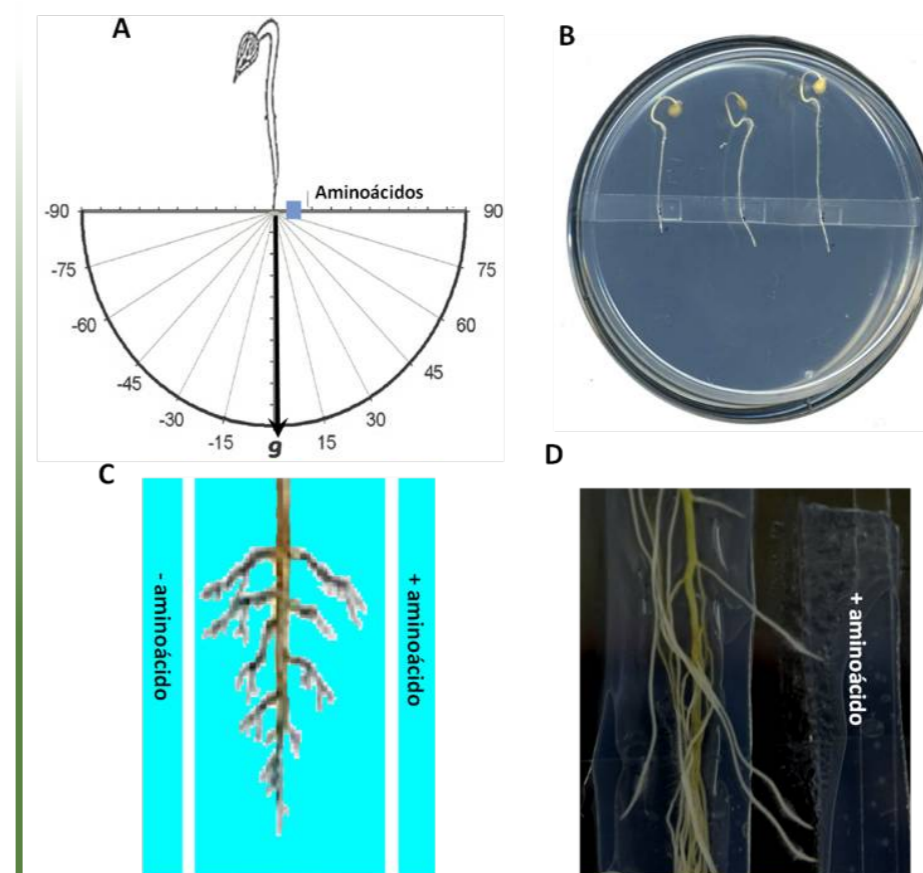 A
B
Aminoácidos
-90
90
-75
75
-60
60
-45
45
-30
30
-15
15
g
C
D
- aminoácido
+ aminoácido
+ aminoácido